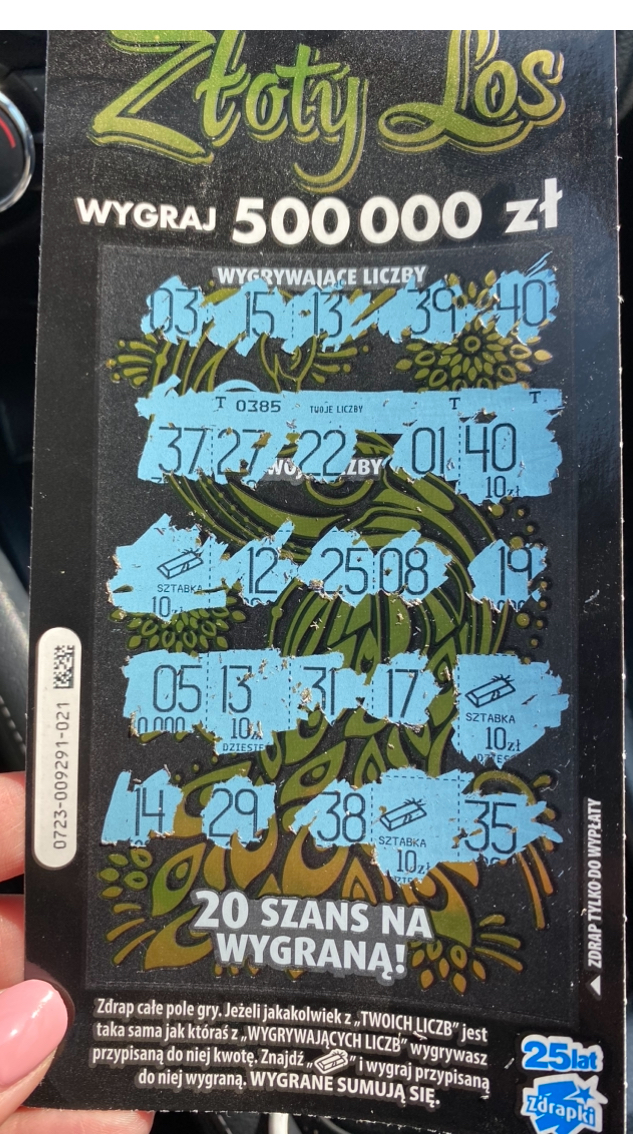 Złoty Los
WYGRAJ 500 000 zł
WYGRYWAJĄCE LICZBY
03 15 13 39 40
T 0385 TWOJE LICZBY T T
37 27 22 01 40
10zł
12 25 08 19
SZTABKA
10
05 13 31 17
SZTABKA
0.000 10 10zł
14 29 38 35
SZTABKA
10zł
20 SZANS NA
WYGRANĄ!
Zdrap całe pole gry. Jeżeli jakakolwiek z „TWOICH LICZB” jest
taka sama jak któraś z „WYGRYWAJĄCYCH LICZB” wygrywasz
przypisaną do niej kwotę. Znajdź „ ” i wygraj przypisaną
do niej wygraną. WYGRANE SUMUJĄ SIĘ.
0723-009291-021
ZDRAP TYLKO DO WYPŁATY
25lat
Zdrapki